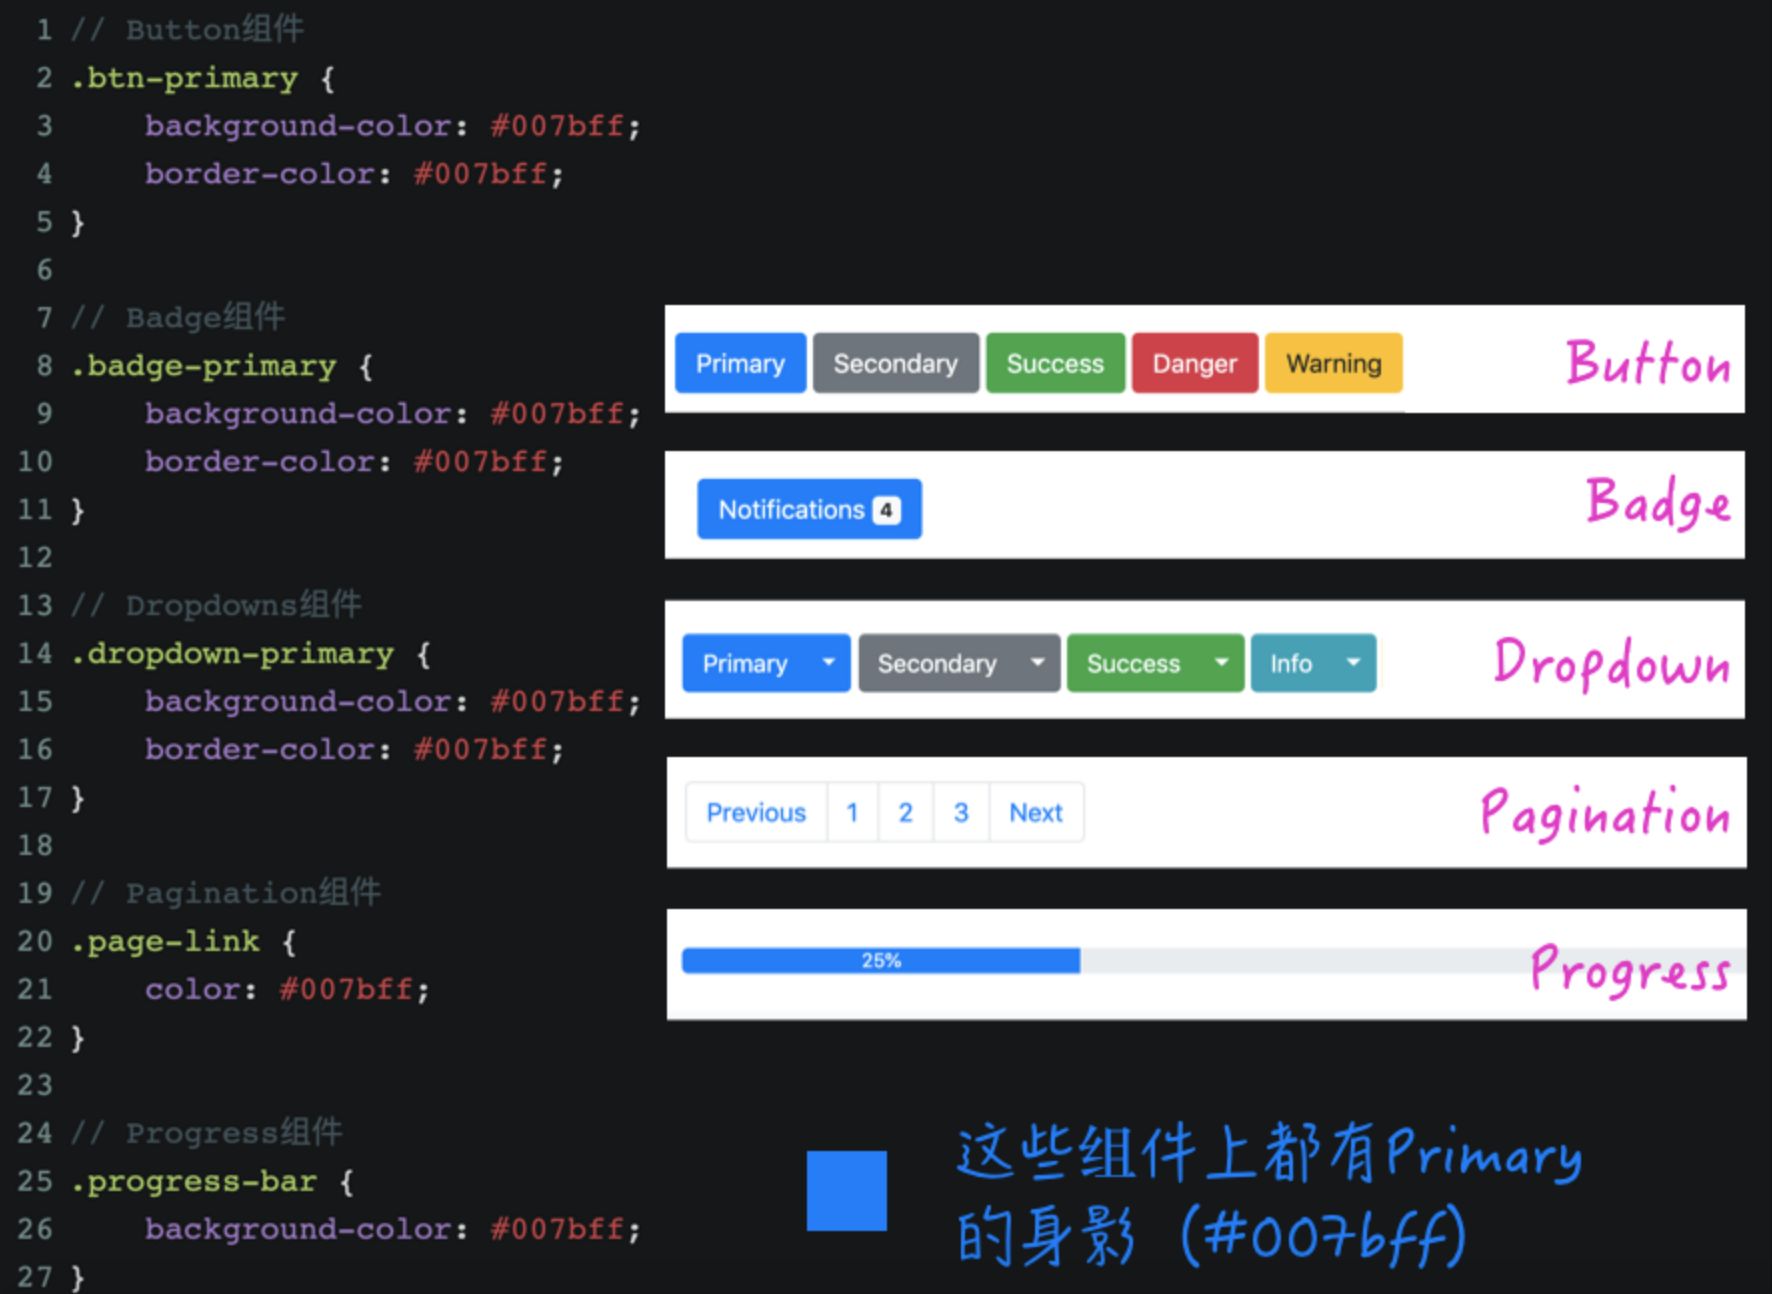 1 // Button组件
2 .btn-primary {
3 background-color: #007bff;
4 border-color: #007bff;
5 }
6
7 // Badge组件
8 .badge-primary {
9 background-color: #007bff;
10 border-color: #007bff;
11 }
12
13 // Dropdowns组件
14 .dropdown-primary {
15 background-color: #007bff;
16 border-color: #007bff;
17 }
18
19 // Pagination组件
20 .page-link {
21 color: #007bff;
22 }
23
24 // Progress组件
25 .progress-bar {
26 background-color: #007bff;
27 }
Primary Secondary Success Danger Warning Button
Notifications 4 Badge
Primary Secondary Success Info Dropdown
Previous 1 2 3 Next Pagination
25% Progress
这些组件上都有Primary
的身影 (#007bff)